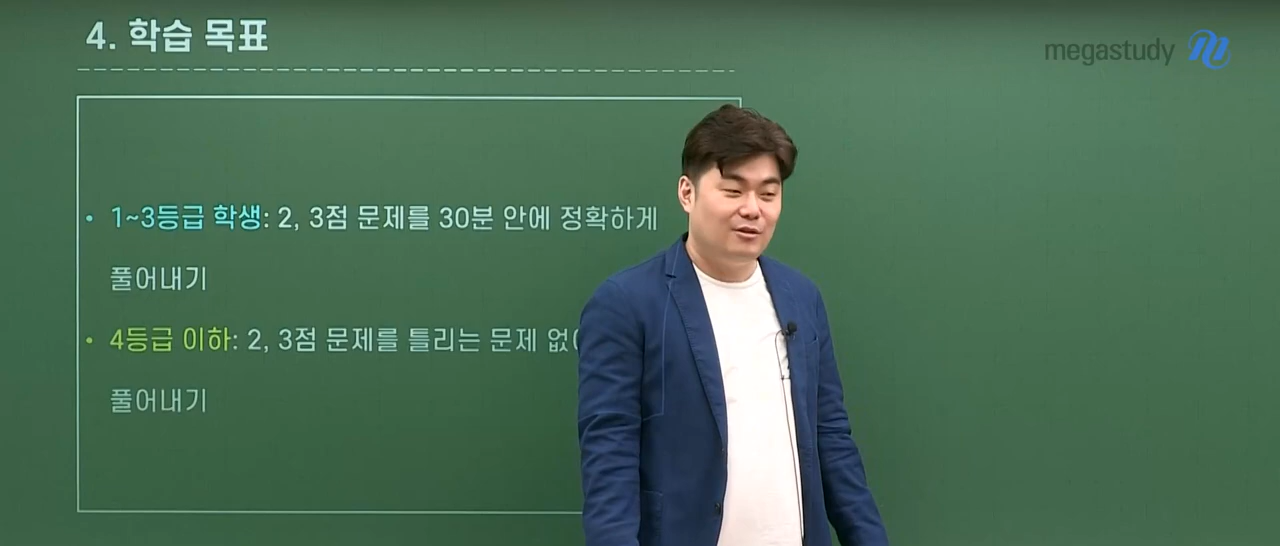 4. 학습 목표
megastudy
• 1~3등급 학생: 2, 3점 문제를 30분 안에 정확하게
풀어내기
• 4등급 이하: 2, 3점 문제를 틀리는 문제
풀어내기